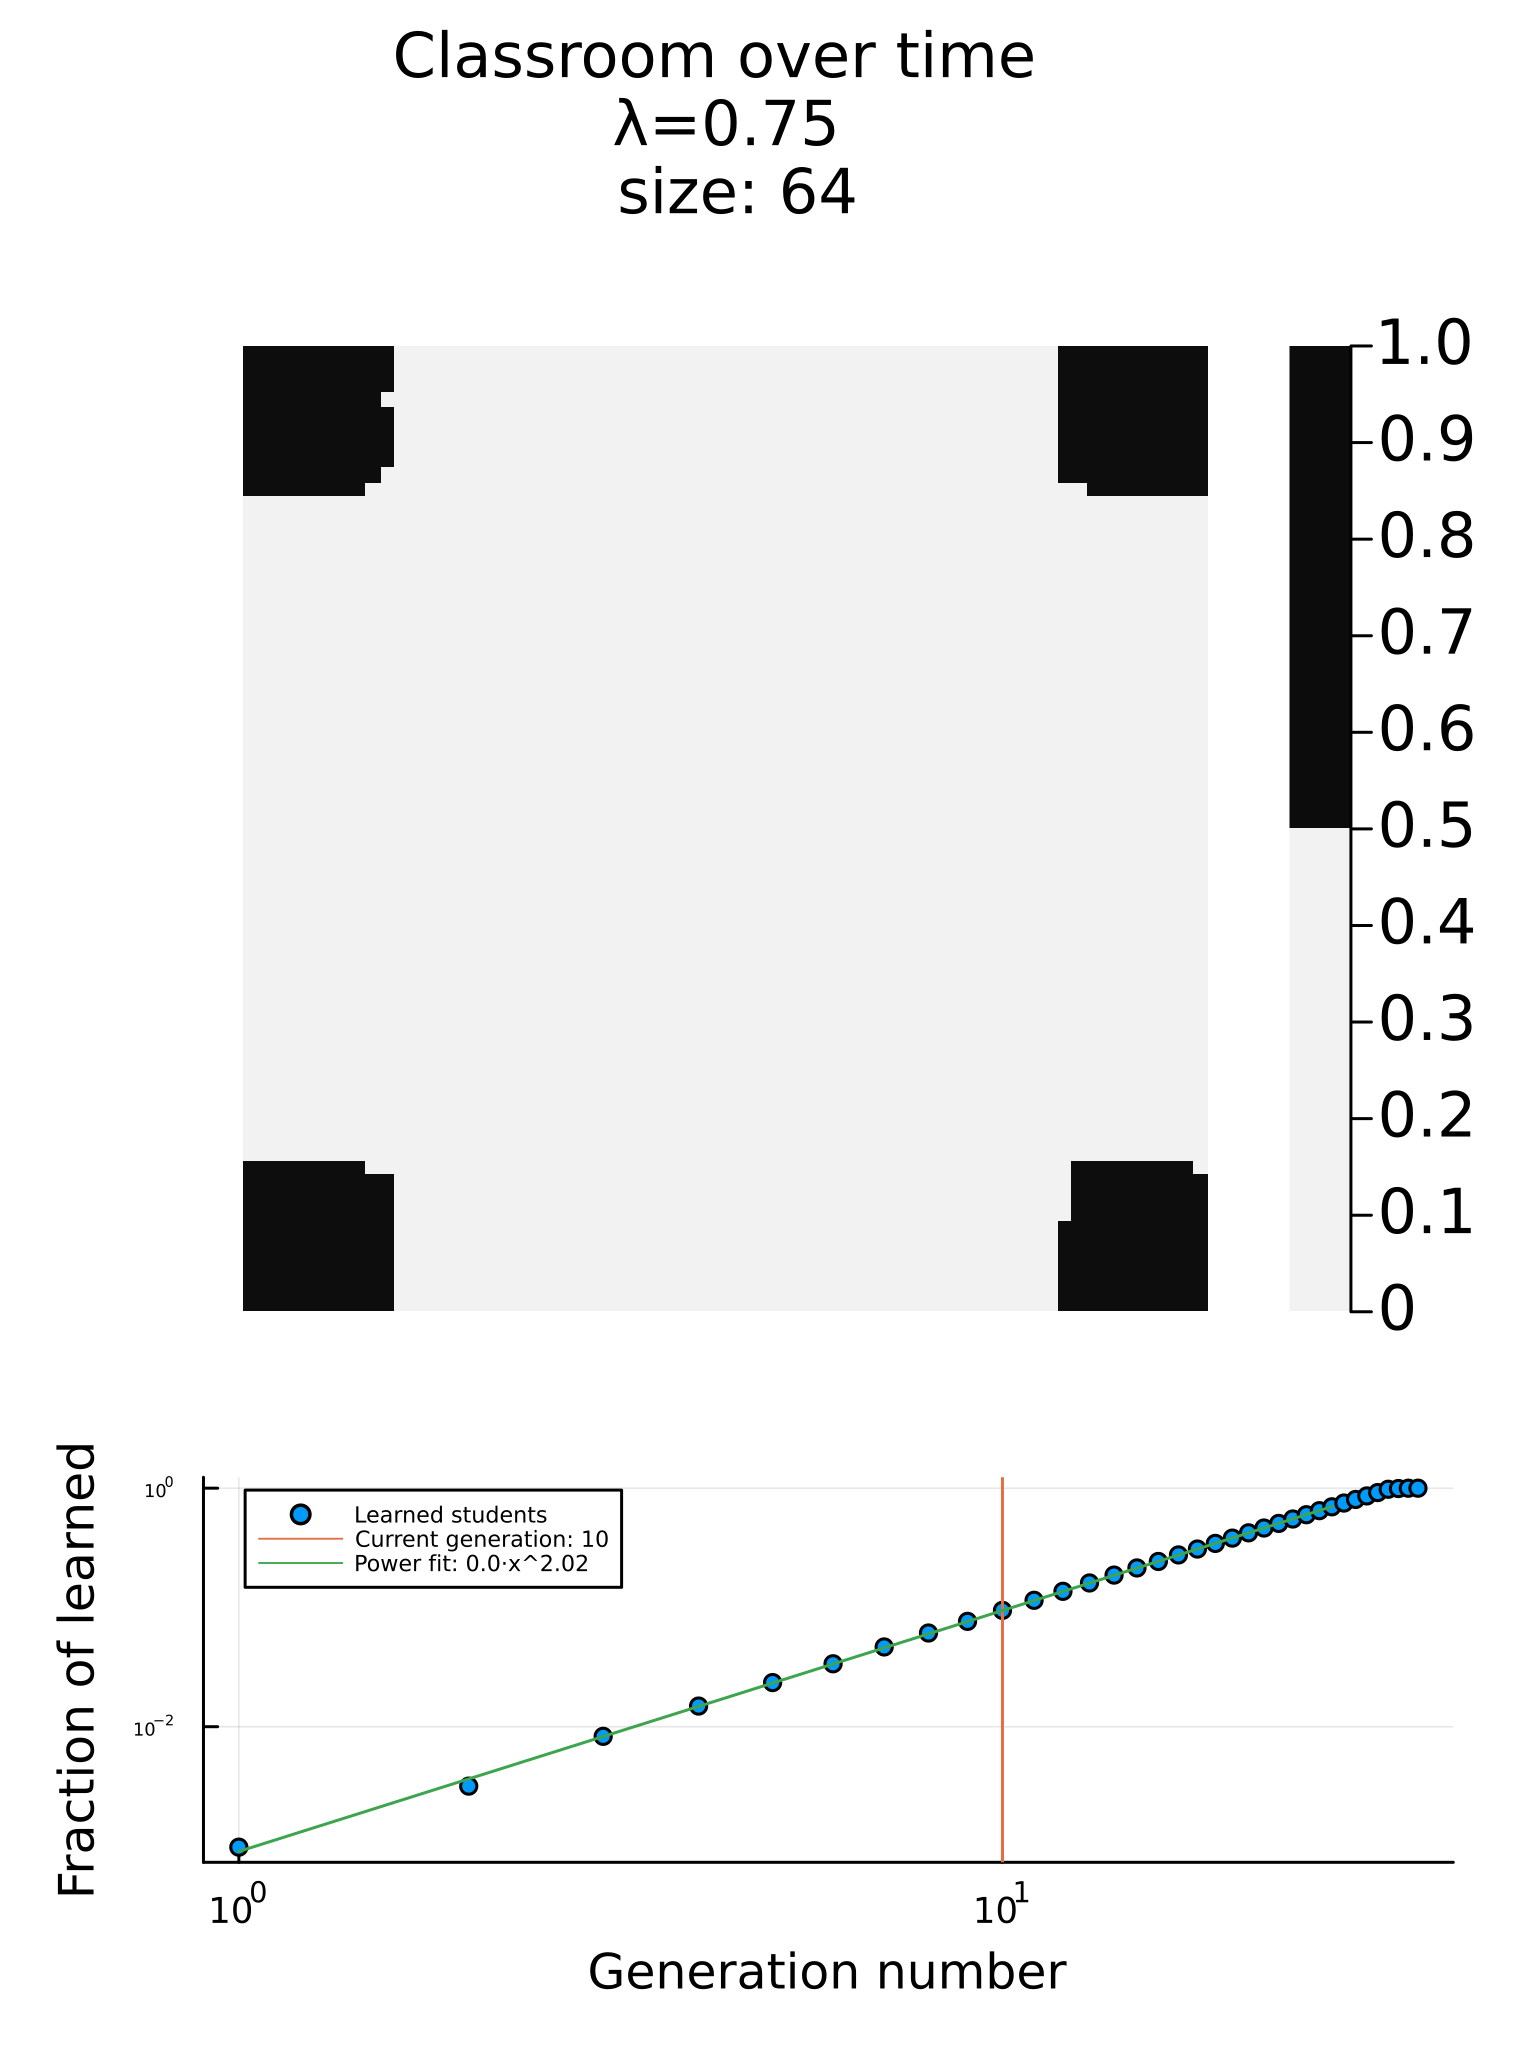 Classroom over time
λ=0.75
size: 64
1.0
0.9
0.8
0.7
0.6
0.5
0.4
0.3
0.2
0.1
0
Fraction of learned
10⁰
10⁻²
Learned students
Current generation: 10
Power fit: 0.0·x^2.02
10⁰
10¹
Generation number